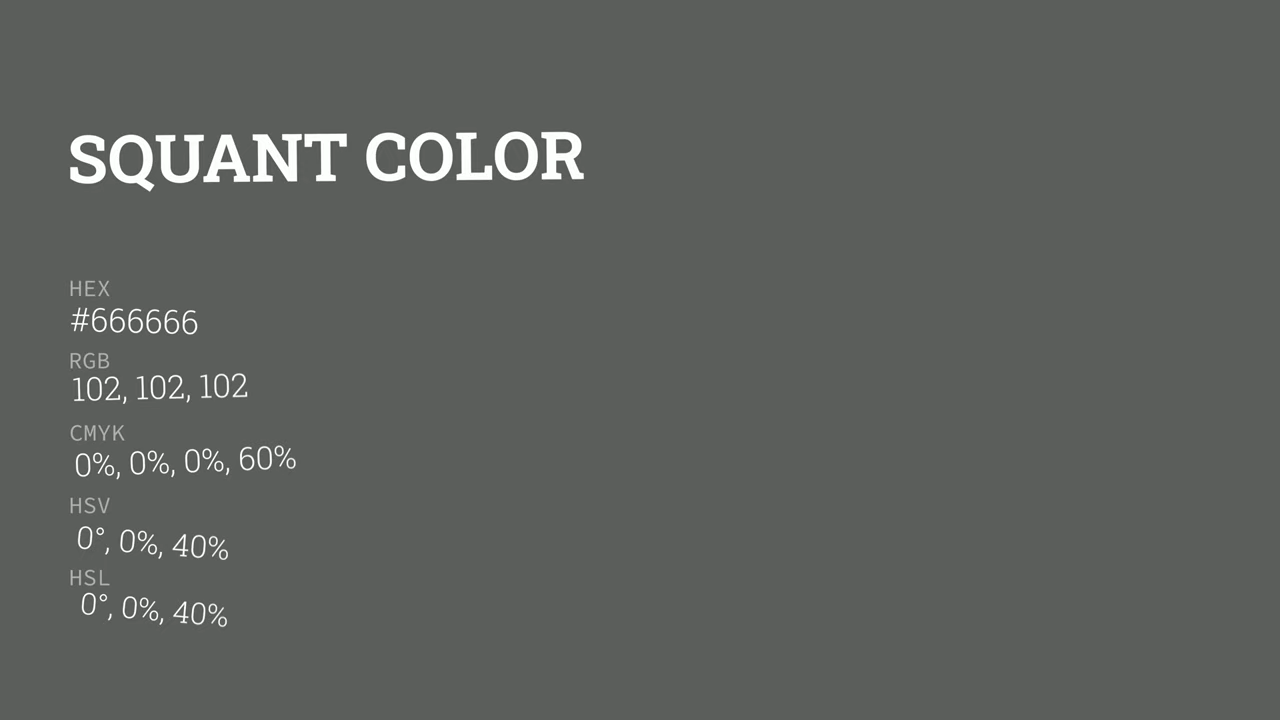 SQUANT COLOR
HEX
#666666
RGB
102, 102, 102
CMYK
0%, 0%, 0%, 60%
HSV
0°, 0%, 40%
HSL
0°, 0%, 40%